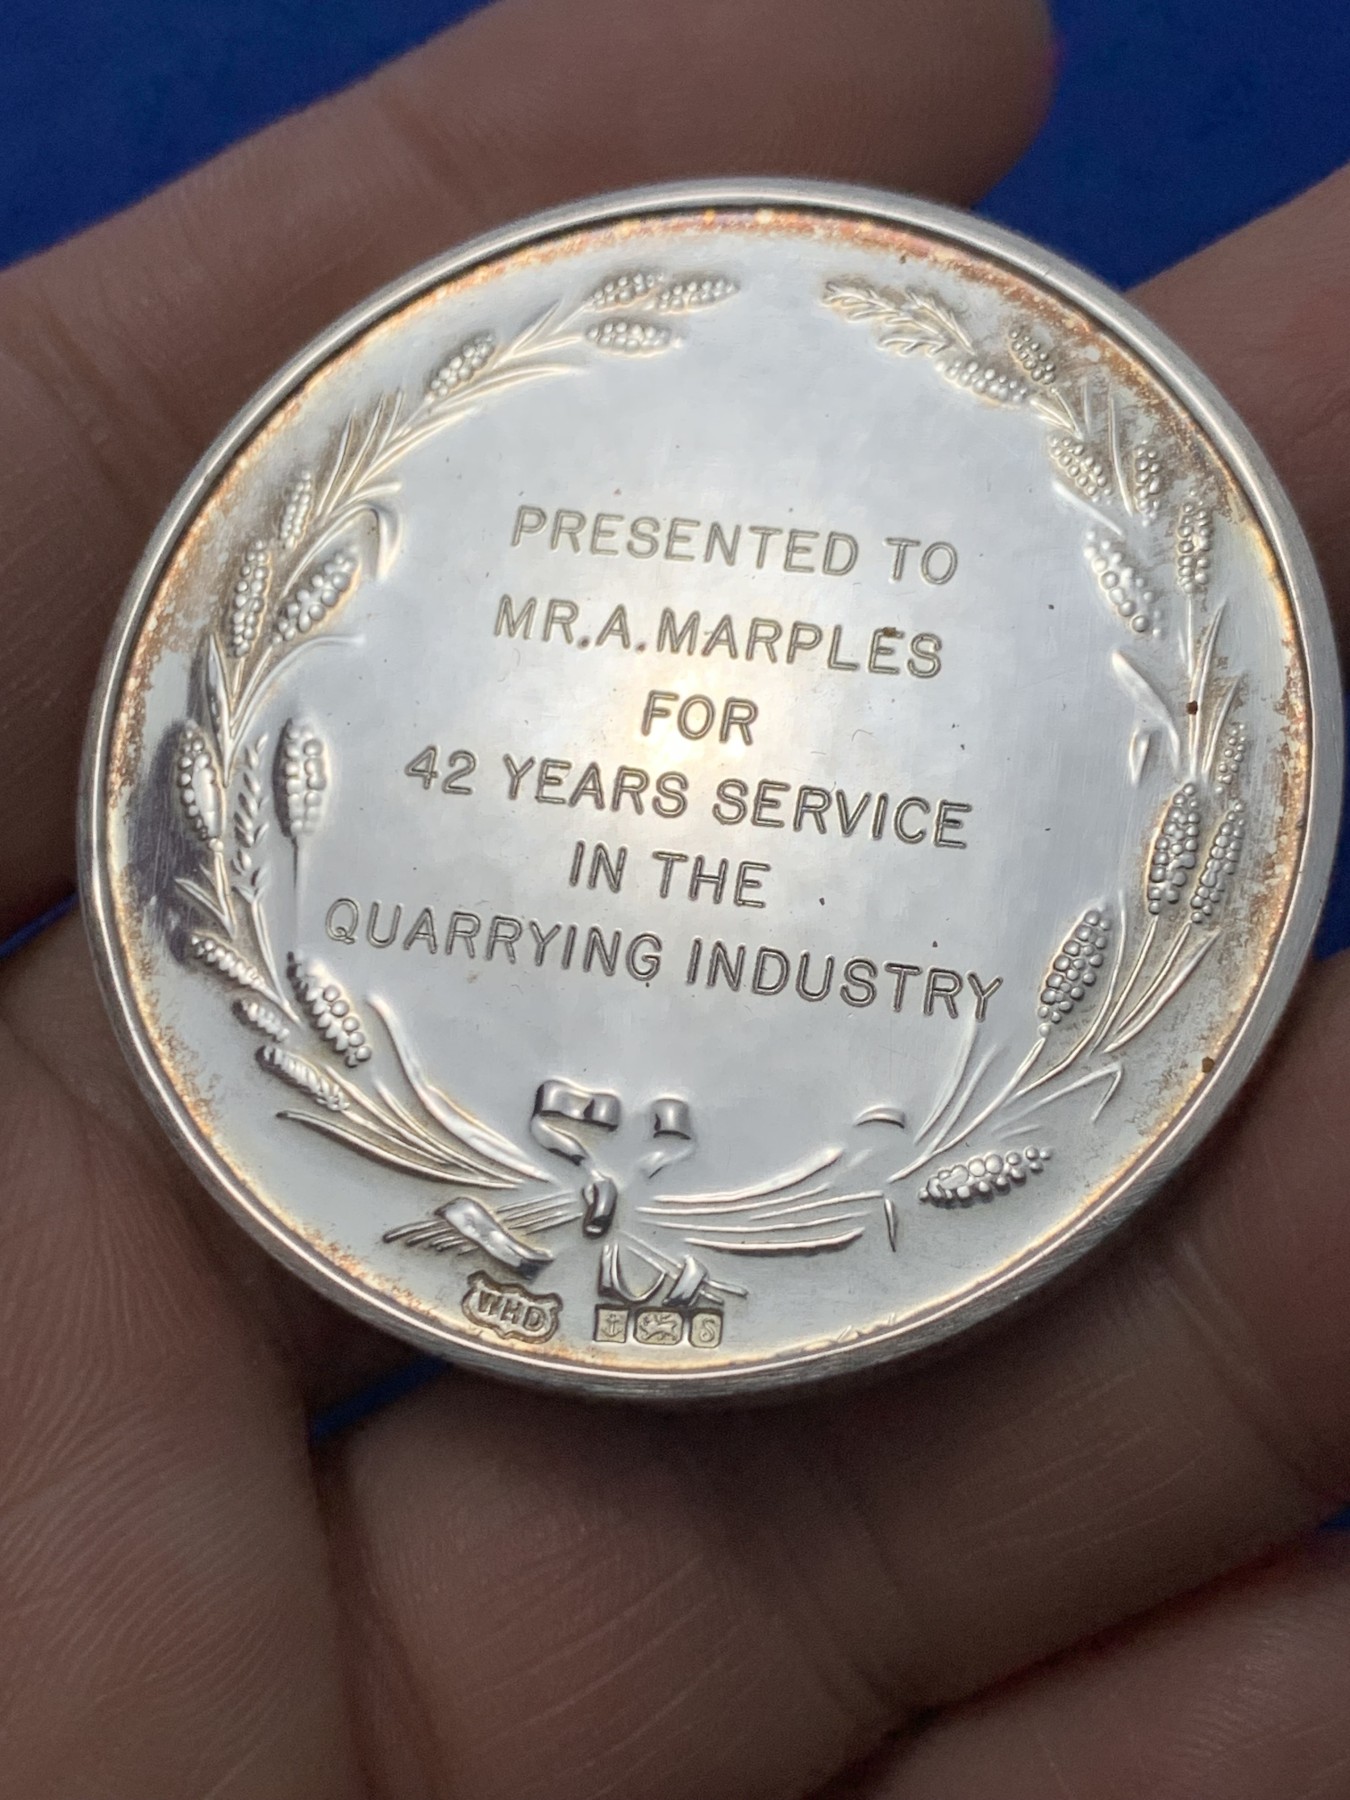 PRESENTED TO
MR.A.MARPLES
FOR
42 YEARS SERVICE
IN THE
QUARRYING INDUSTRY